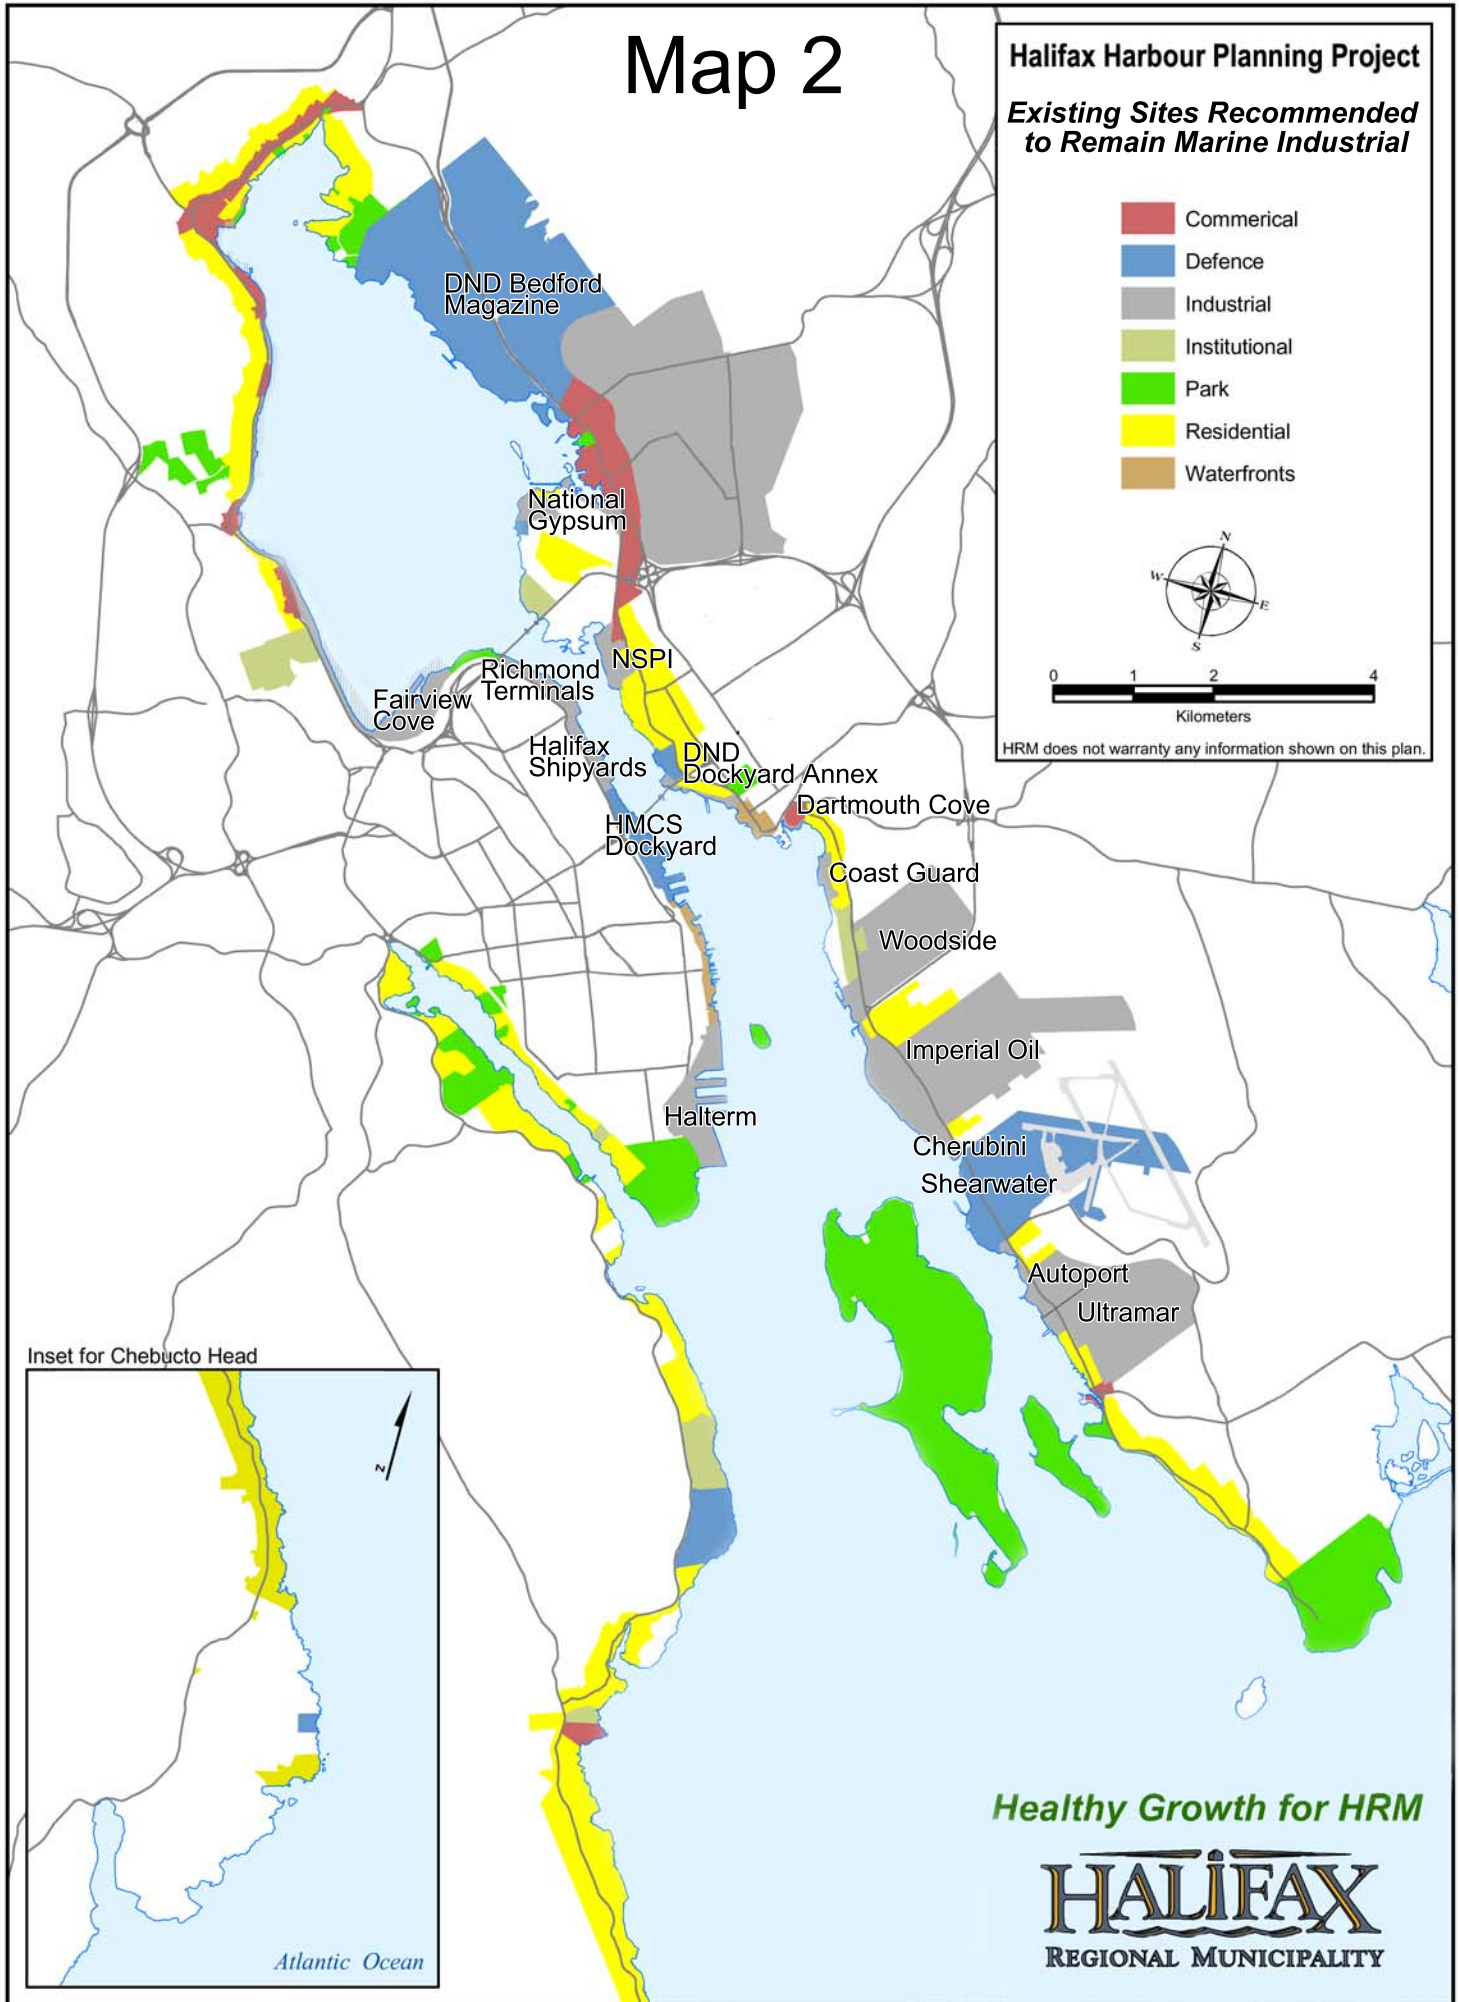 Map 2
Halifax Harbour Planning Project
Existing Sites Recommended
to Remain Marine Industrial
Commerical
Defence
Industrial
Institutional
Park
Residential
Waterfronts
N
W
E
S
0 1 2 4
Kilometers
HRM does not warranty any information shown on this plan.
DND Bedford
Magazine
National
Gypsum
NSPI
Richmond
Terminals
Fairview
Cove
Halifax
Shipyards
DND
Dockyard Annex
Dartmouth Cove
HMCS
Dockyard
Coast Guard
Woodside
Imperial Oil
Halterm
Cherubini
Shearwater
Autoport
Ultramar
Inset for Chebucto Head
N
Atlantic Ocean
Healthy Growth for HRM
HALIFAX
REGIONAL MUNICIPALITY